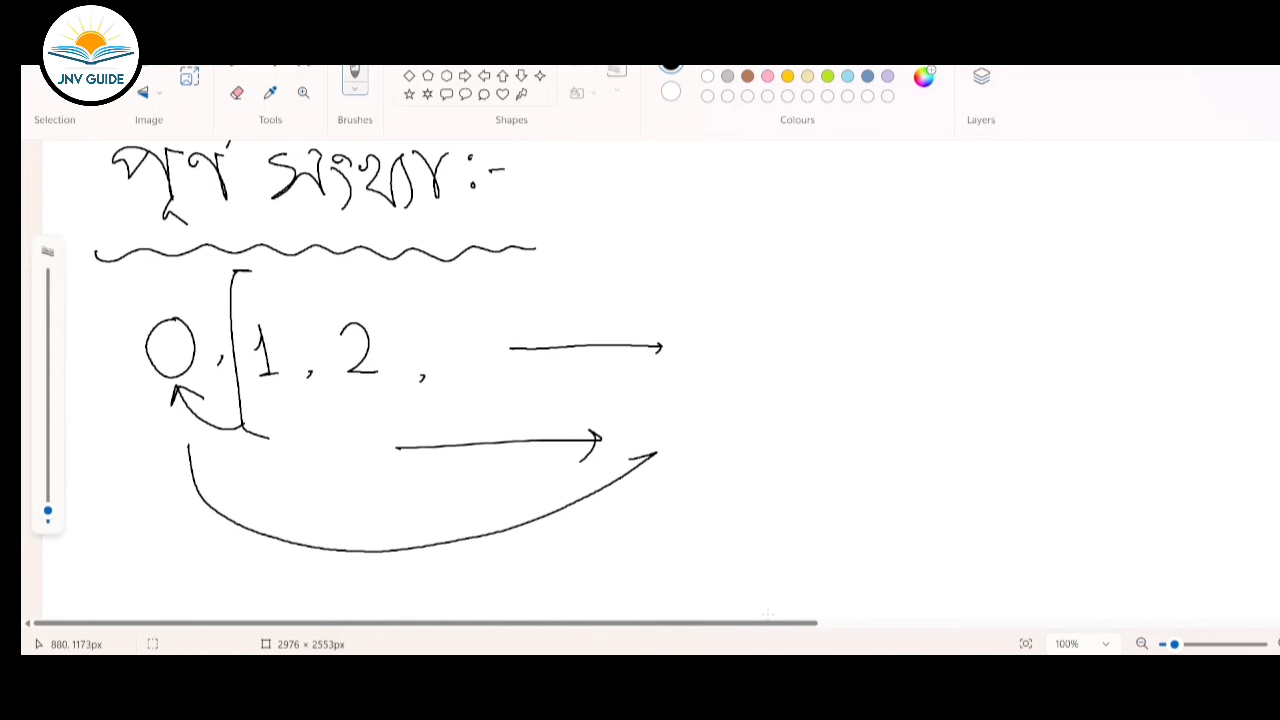 JNV GUIDE
Selection
Image
Tools
Brushes
Shapes
Colours
Layers
পূৰ্ণ সংখ্যাৰ :-
0, 1, 2,
880, 1173px
2976 × 2553px
100%